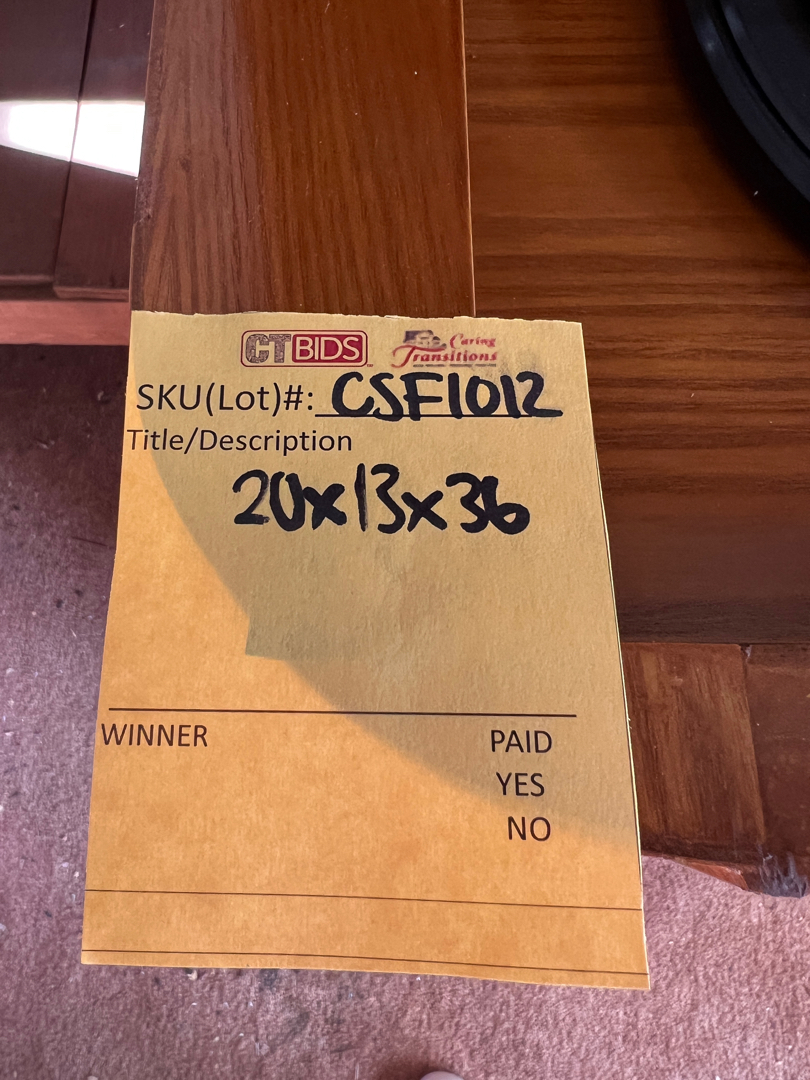 CTBIDS
Caring
Transitions
SKU(Lot)#: CSF1012
Title/Description
20x13x36
WINNER PAID
YES
NO